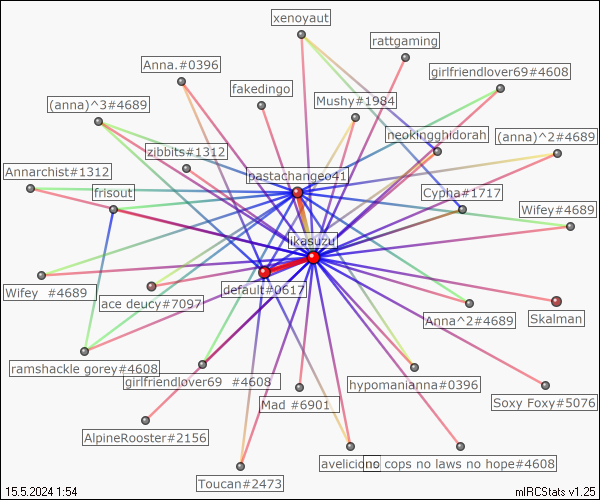 xenoyaut
rattgaming
Anna.#0396
girlfriendlover69#4608
fakedingo
Mushy#1984
(anna)^3#4689
neokingghidorah
(anna)^2#4689
zibbits#1312
Annarchist#1312
pastachangeo41
frisout
Cypha#1717
Wifey#4689
ikasuzu
default#0617
Wifey  #4689
ace deucy#7097
Anna^2#4689
Skalman
ramshackle gorey#4608
girlfriendlover69  #4608
hypomanianna#0396
Mad #6901
Soxy Foxy#5076
AlpineRooster#2156
avelicion
no cops no laws no hope#4608
Toucan#2473
15.5.2024 1:54
mIRCStats v1.25